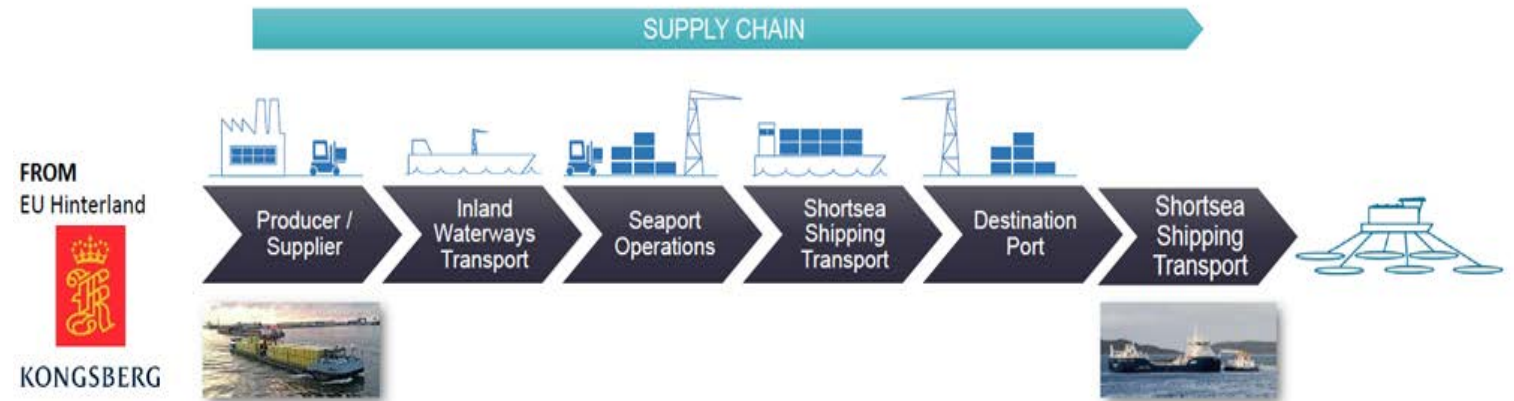 SUPPLY CHAIN
FROM
EU Hinterland
KONGSBERG
Producer /
Supplier
Inland
Waterways
Transport
Seaport
Operations
Shortsea
Shipping
Transport
Destination
Port
Shortsea
Shipping
Transport